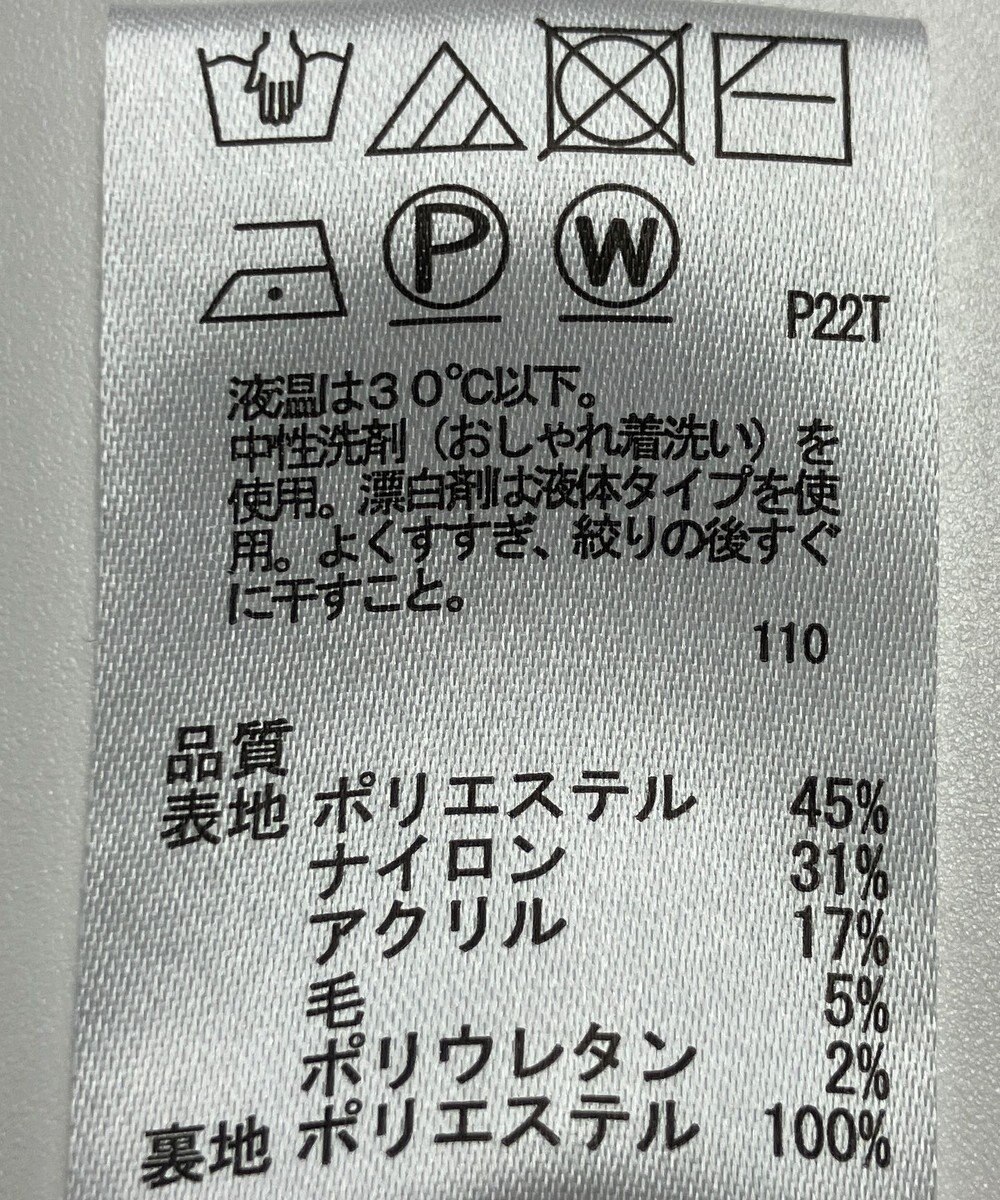 P
W
P22T
液温は30℃以下。
中性洗剤（おしゃれ着洗い）を
使用。漂白剤は液体タイプを使
用。よくすすぎ、絞りの後すぐ
に干すこと。
110
品質
表地 ポリエステル 45%
ナイロン 31%
アクリル 17%
毛 5%
ポリウレタン 2%
裏地 ポリエステル 100%